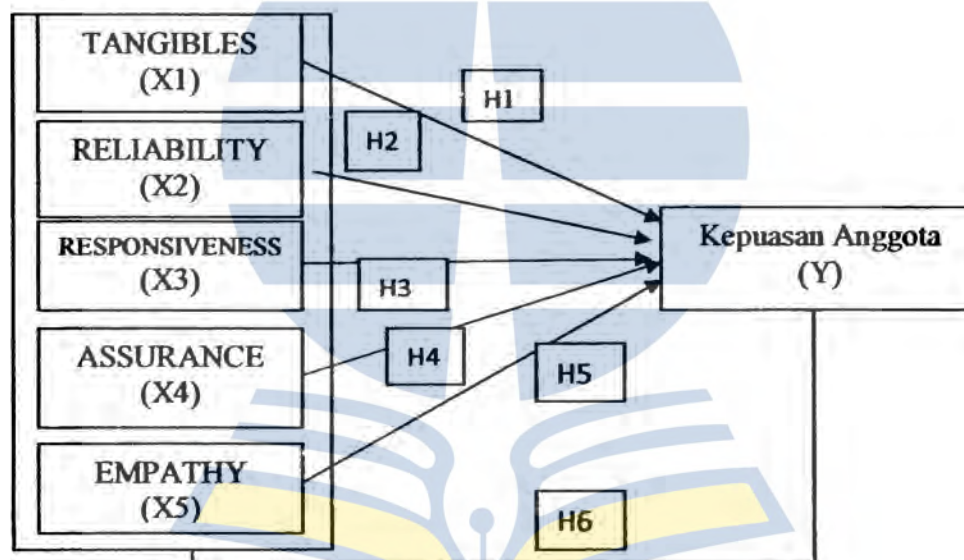 TANGIBLES
(X1)
H1
H2
RELIABILITY
(X2)
RESPONSIVENESS
(X3)
H3
Kepuasan Anggota
(Y)
ASSURANCE
(X4)
H4
H5
EMPATHY
(X5)
H6